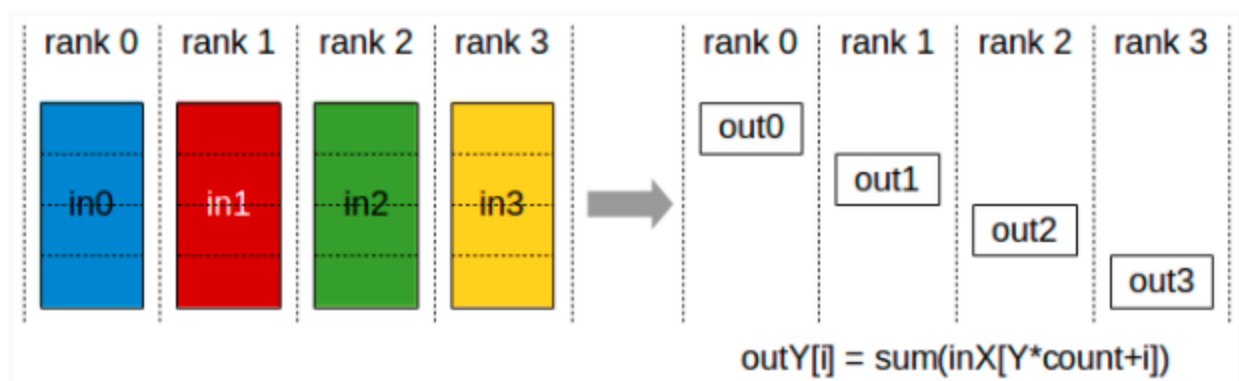 rank 0 rank 1 rank 2 rank 3 rank 0 rank 1 rank 2 rank 3
out0
out1
in0 in1 in2 in3
out2
out3
outY[i] = sum(inX[Y*count+i])